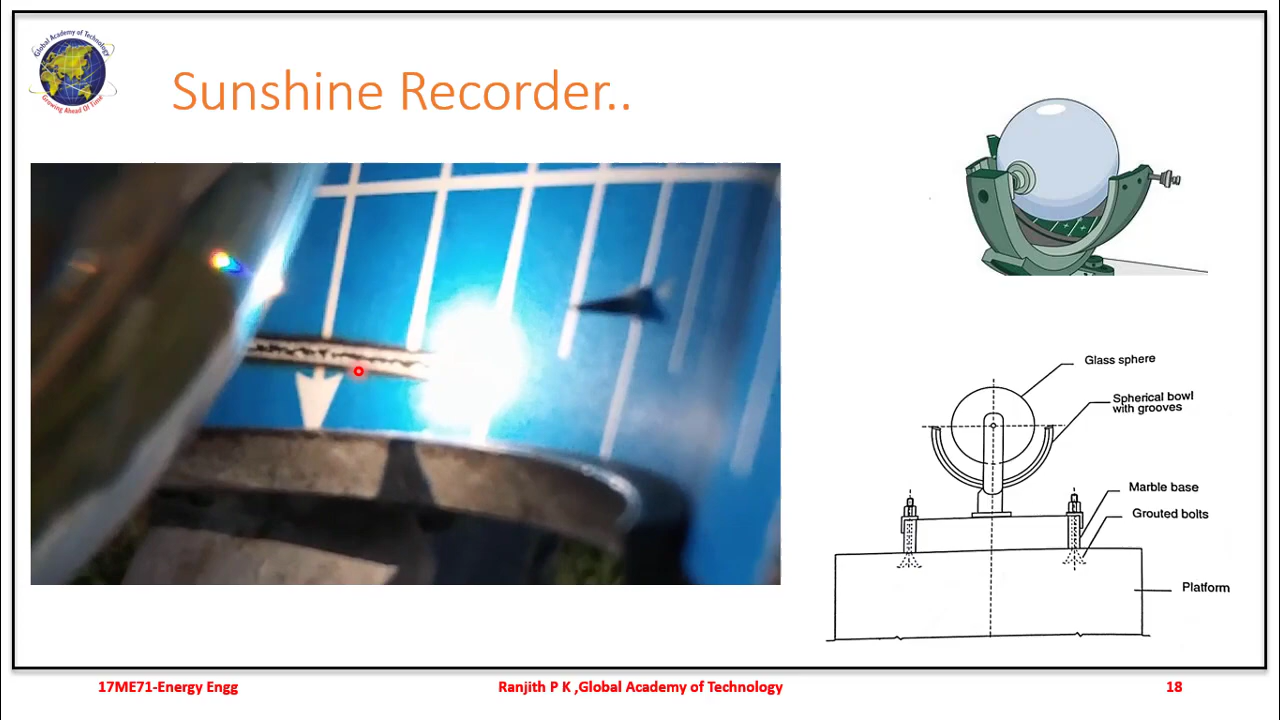 Global Academy of Technology
Growing Ahead Of Time
Sunshine Recorder..
Glass sphere
Spherical bowl
with grooves
Marble base
Grouted bolts
Platform
17ME71-Energy Engg
Ranjith P K ,Global Academy of Technology
18